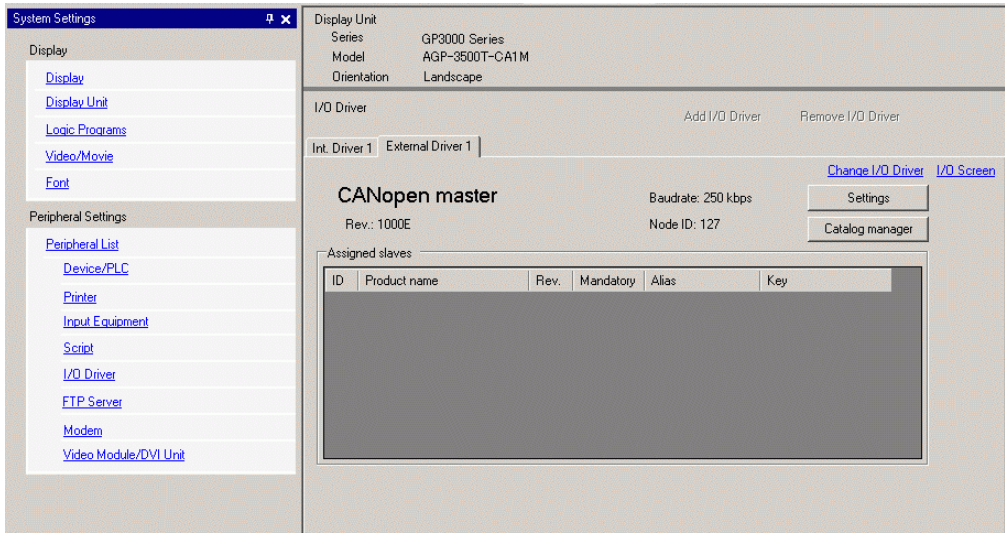 System Settings
Display
Display
Display Unit
Logic Programs
Video/Movie
Font
Peripheral Settings
Peripheral List
Device/PLC
Printer
Input Equipment
Script
I/O Driver
FTP Server
Modem
Video Module/DVI Unit
Display Unit
Series GP3000 Series
Model AGP-3500T-CA1M
Orientation Landscape
I/O Driver Add I/O Driver Remove I/O Driver
Int. Driver 1 External Driver 1
Change I/O Driver I/O Screen
CANopen master Baudrate: 250 kbps Settings
Rev.: 1000E Node ID: 127 Catalog manager
Assigned slaves
ID Product name Rev. Mandatory Alias Key